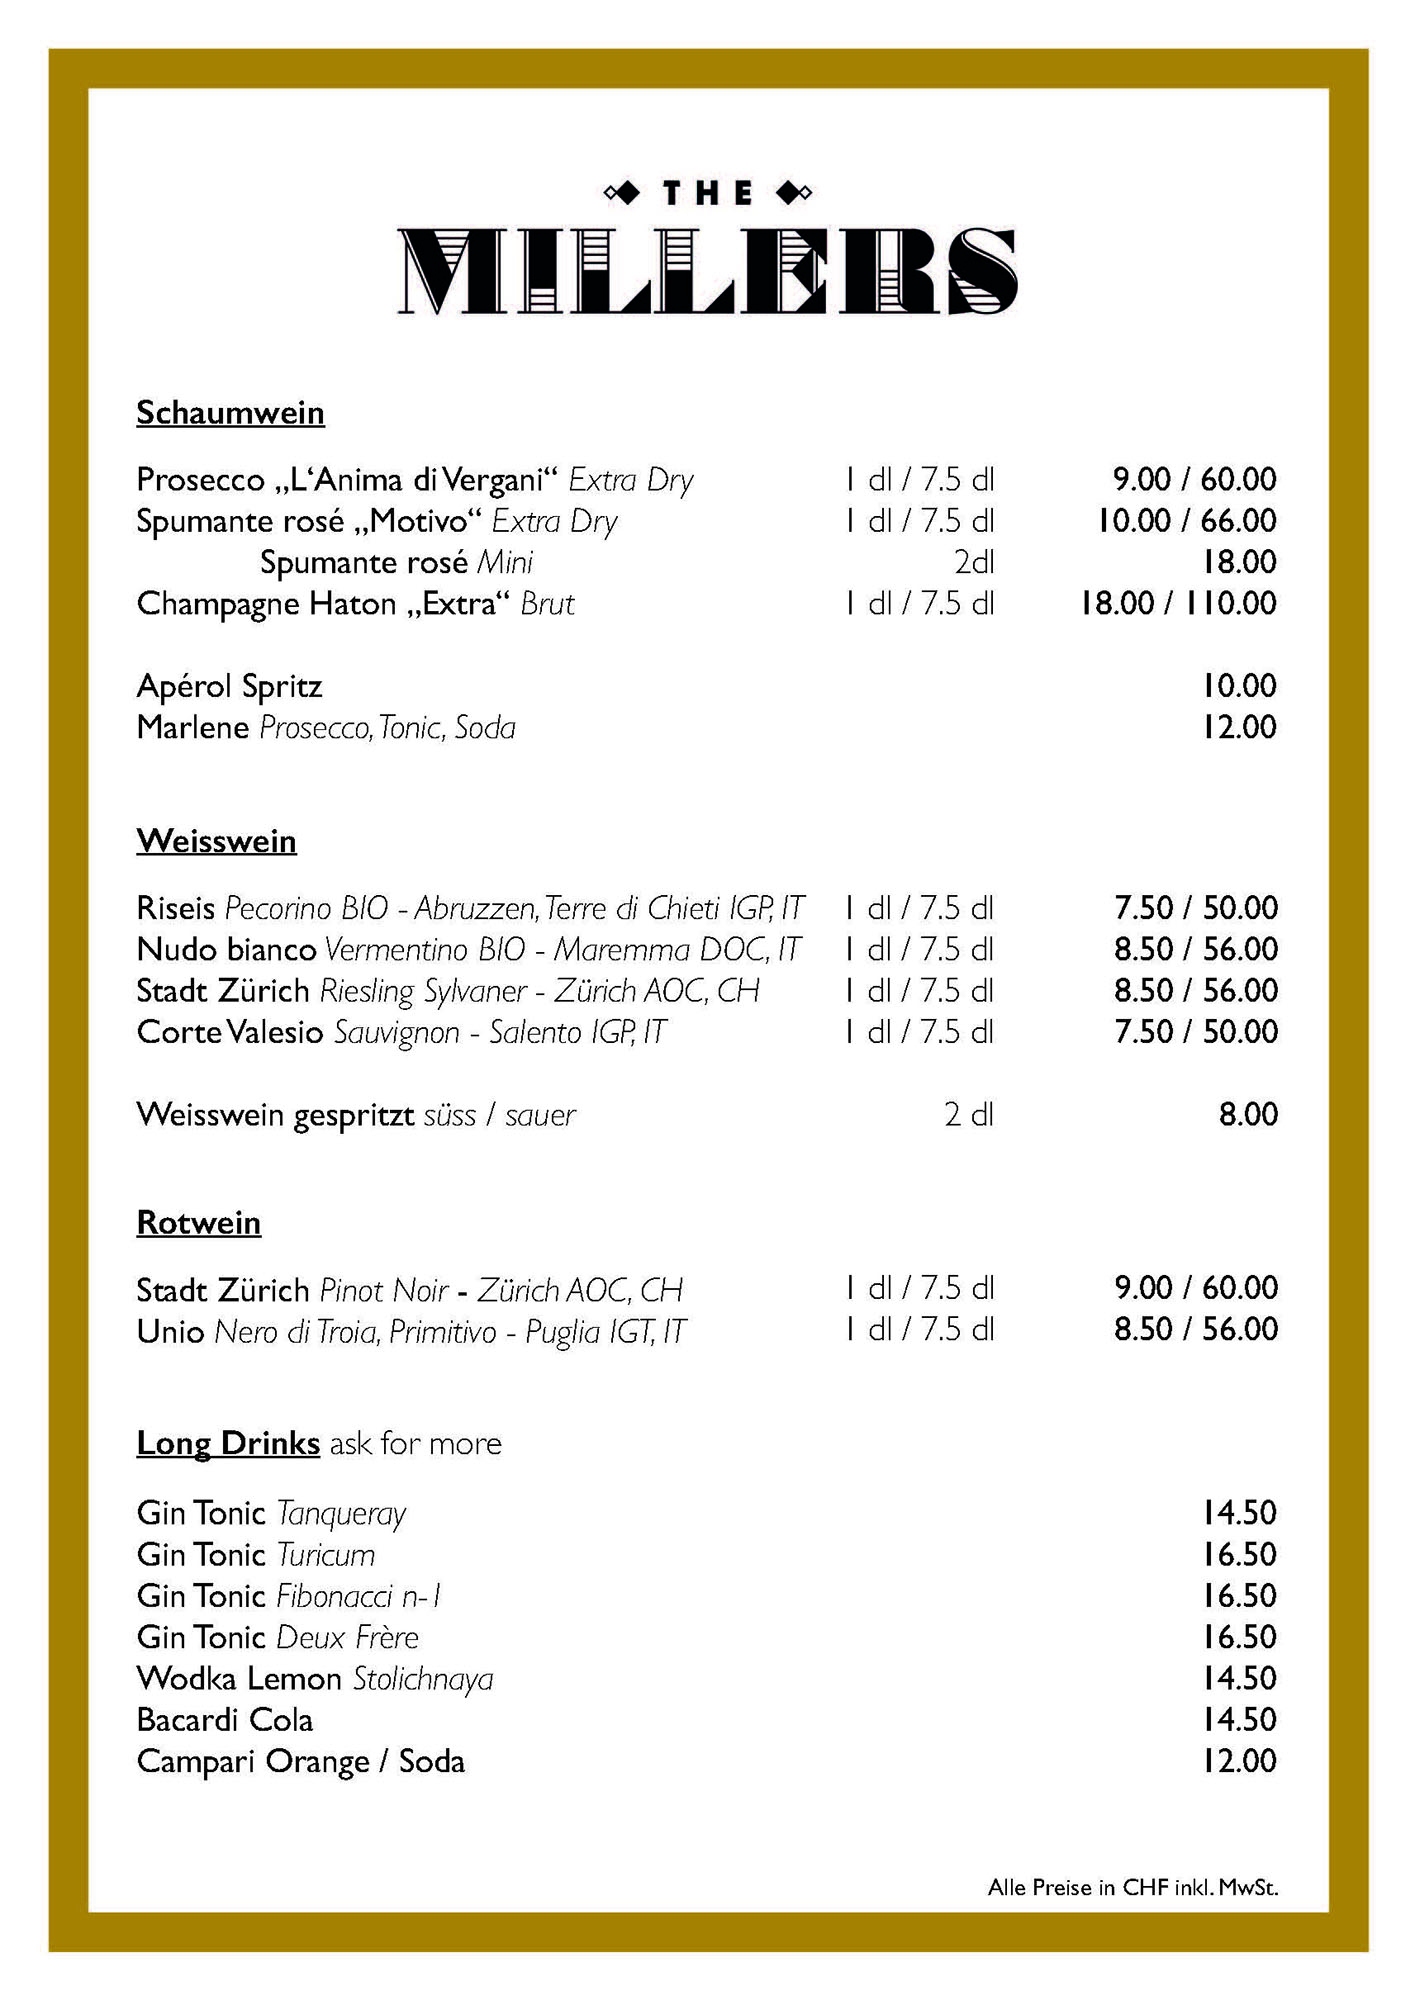 THE
MILLERS
Schaumwein
Prosecco „L‘Anima di Vergani“ Extra Dry 1 dl / 7.5 dl 9.00 / 60.00
Spumante rosé „Motivo“ Extra Dry 1 dl / 7.5 dl 10.00 / 66.00
Spumante rosé Mini 2dl 18.00
Champagne Haton „Extra“ Brut 1 dl / 7.5 dl 18.00 / 110.00
Apérol Spritz 10.00
Marlene Prosecco, Tonic, Soda 12.00
Weisswein
Riseis Pecorino BIO - Abruzzen, Terre di Chieti IGP, IT 1 dl / 7.5 dl 7.50 / 50.00
Nudo bianco Vermentino BIO - Maremma DOC, IT 1 dl / 7.5 dl 8.50 / 56.00
Stadt Zürich Riesling Sylvaner - Zürich AOC, CH 1 dl / 7.5 dl 8.50 / 56.00
Corte Valesio Sauvignon - Salento IGP, IT 1 dl / 7.5 dl 7.50 / 50.00
Weisswein gespritzt süss / sauer 2 dl 8.00
Rotwein
Stadt Zürich Pinot Noir - Zürich AOC, CH 1 dl / 7.5 dl 9.00 / 60.00
Unio Nero di Troia, Primitivo - Puglia IGT, IT 1 dl / 7.5 dl 8.50 / 56.00
Long Drinks ask for more
Gin Tonic Tanqueray 14.50
Gin Tonic Turicum 16.50
Gin Tonic Fibonacci n-1 16.50
Gin Tonic Deux Frère 16.50
Wodka Lemon Stolichnaya 14.50
Bacardi Cola 14.50
Campari Orange / Soda 12.00
Alle Preise in CHF inkl. MwSt.